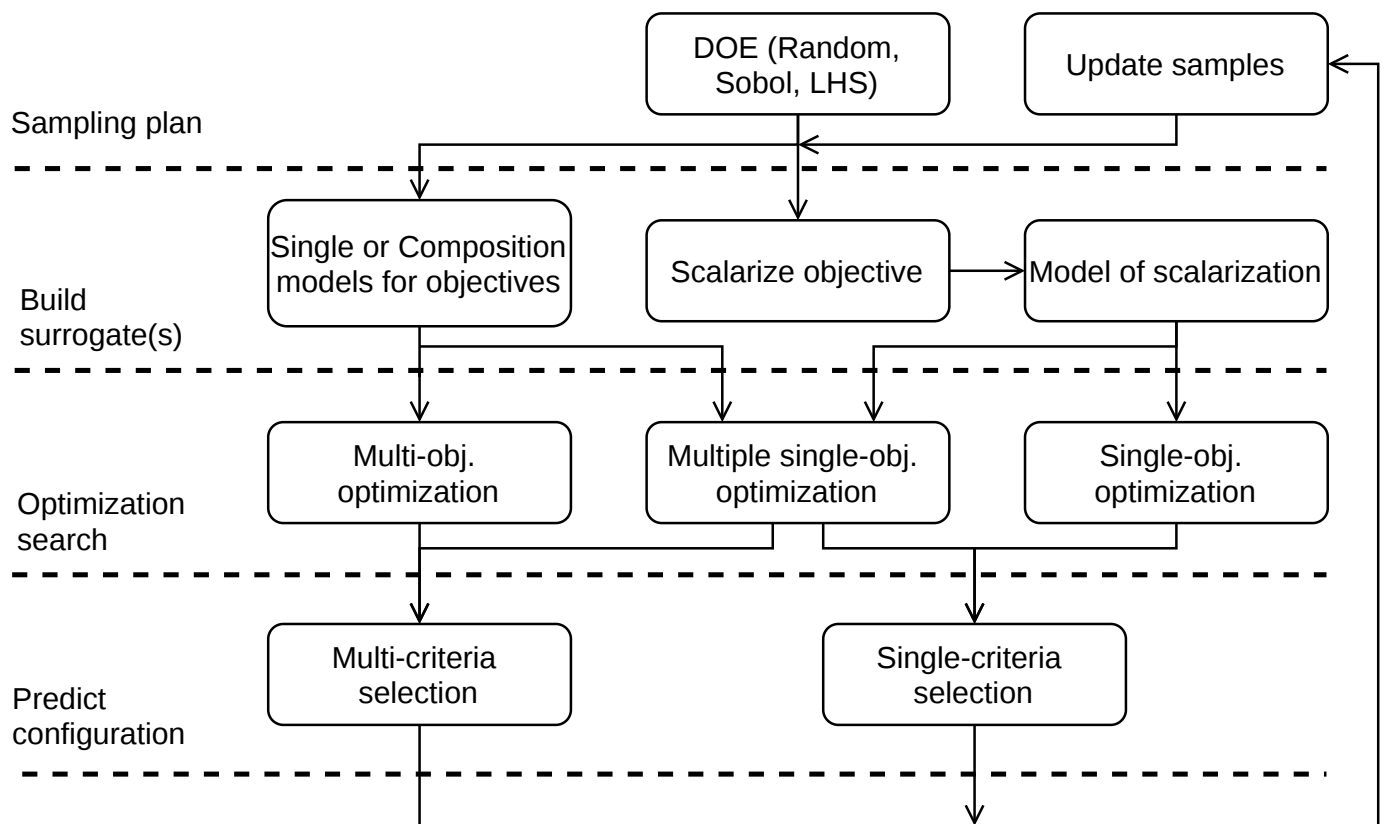 DOE (Random,
Sobol, LHS)
Update samples
Sampling plan
Single or Composition
models for objectives
Scalarize objective
Model of scalarization
Build
surrogate(s)
Multi-obj.
optimization
Multiple single-obj.
optimization
Single-obj.
optimization
Optimization
search
Multi-criteria
selection
Single-criteria
selection
Predict
configuration